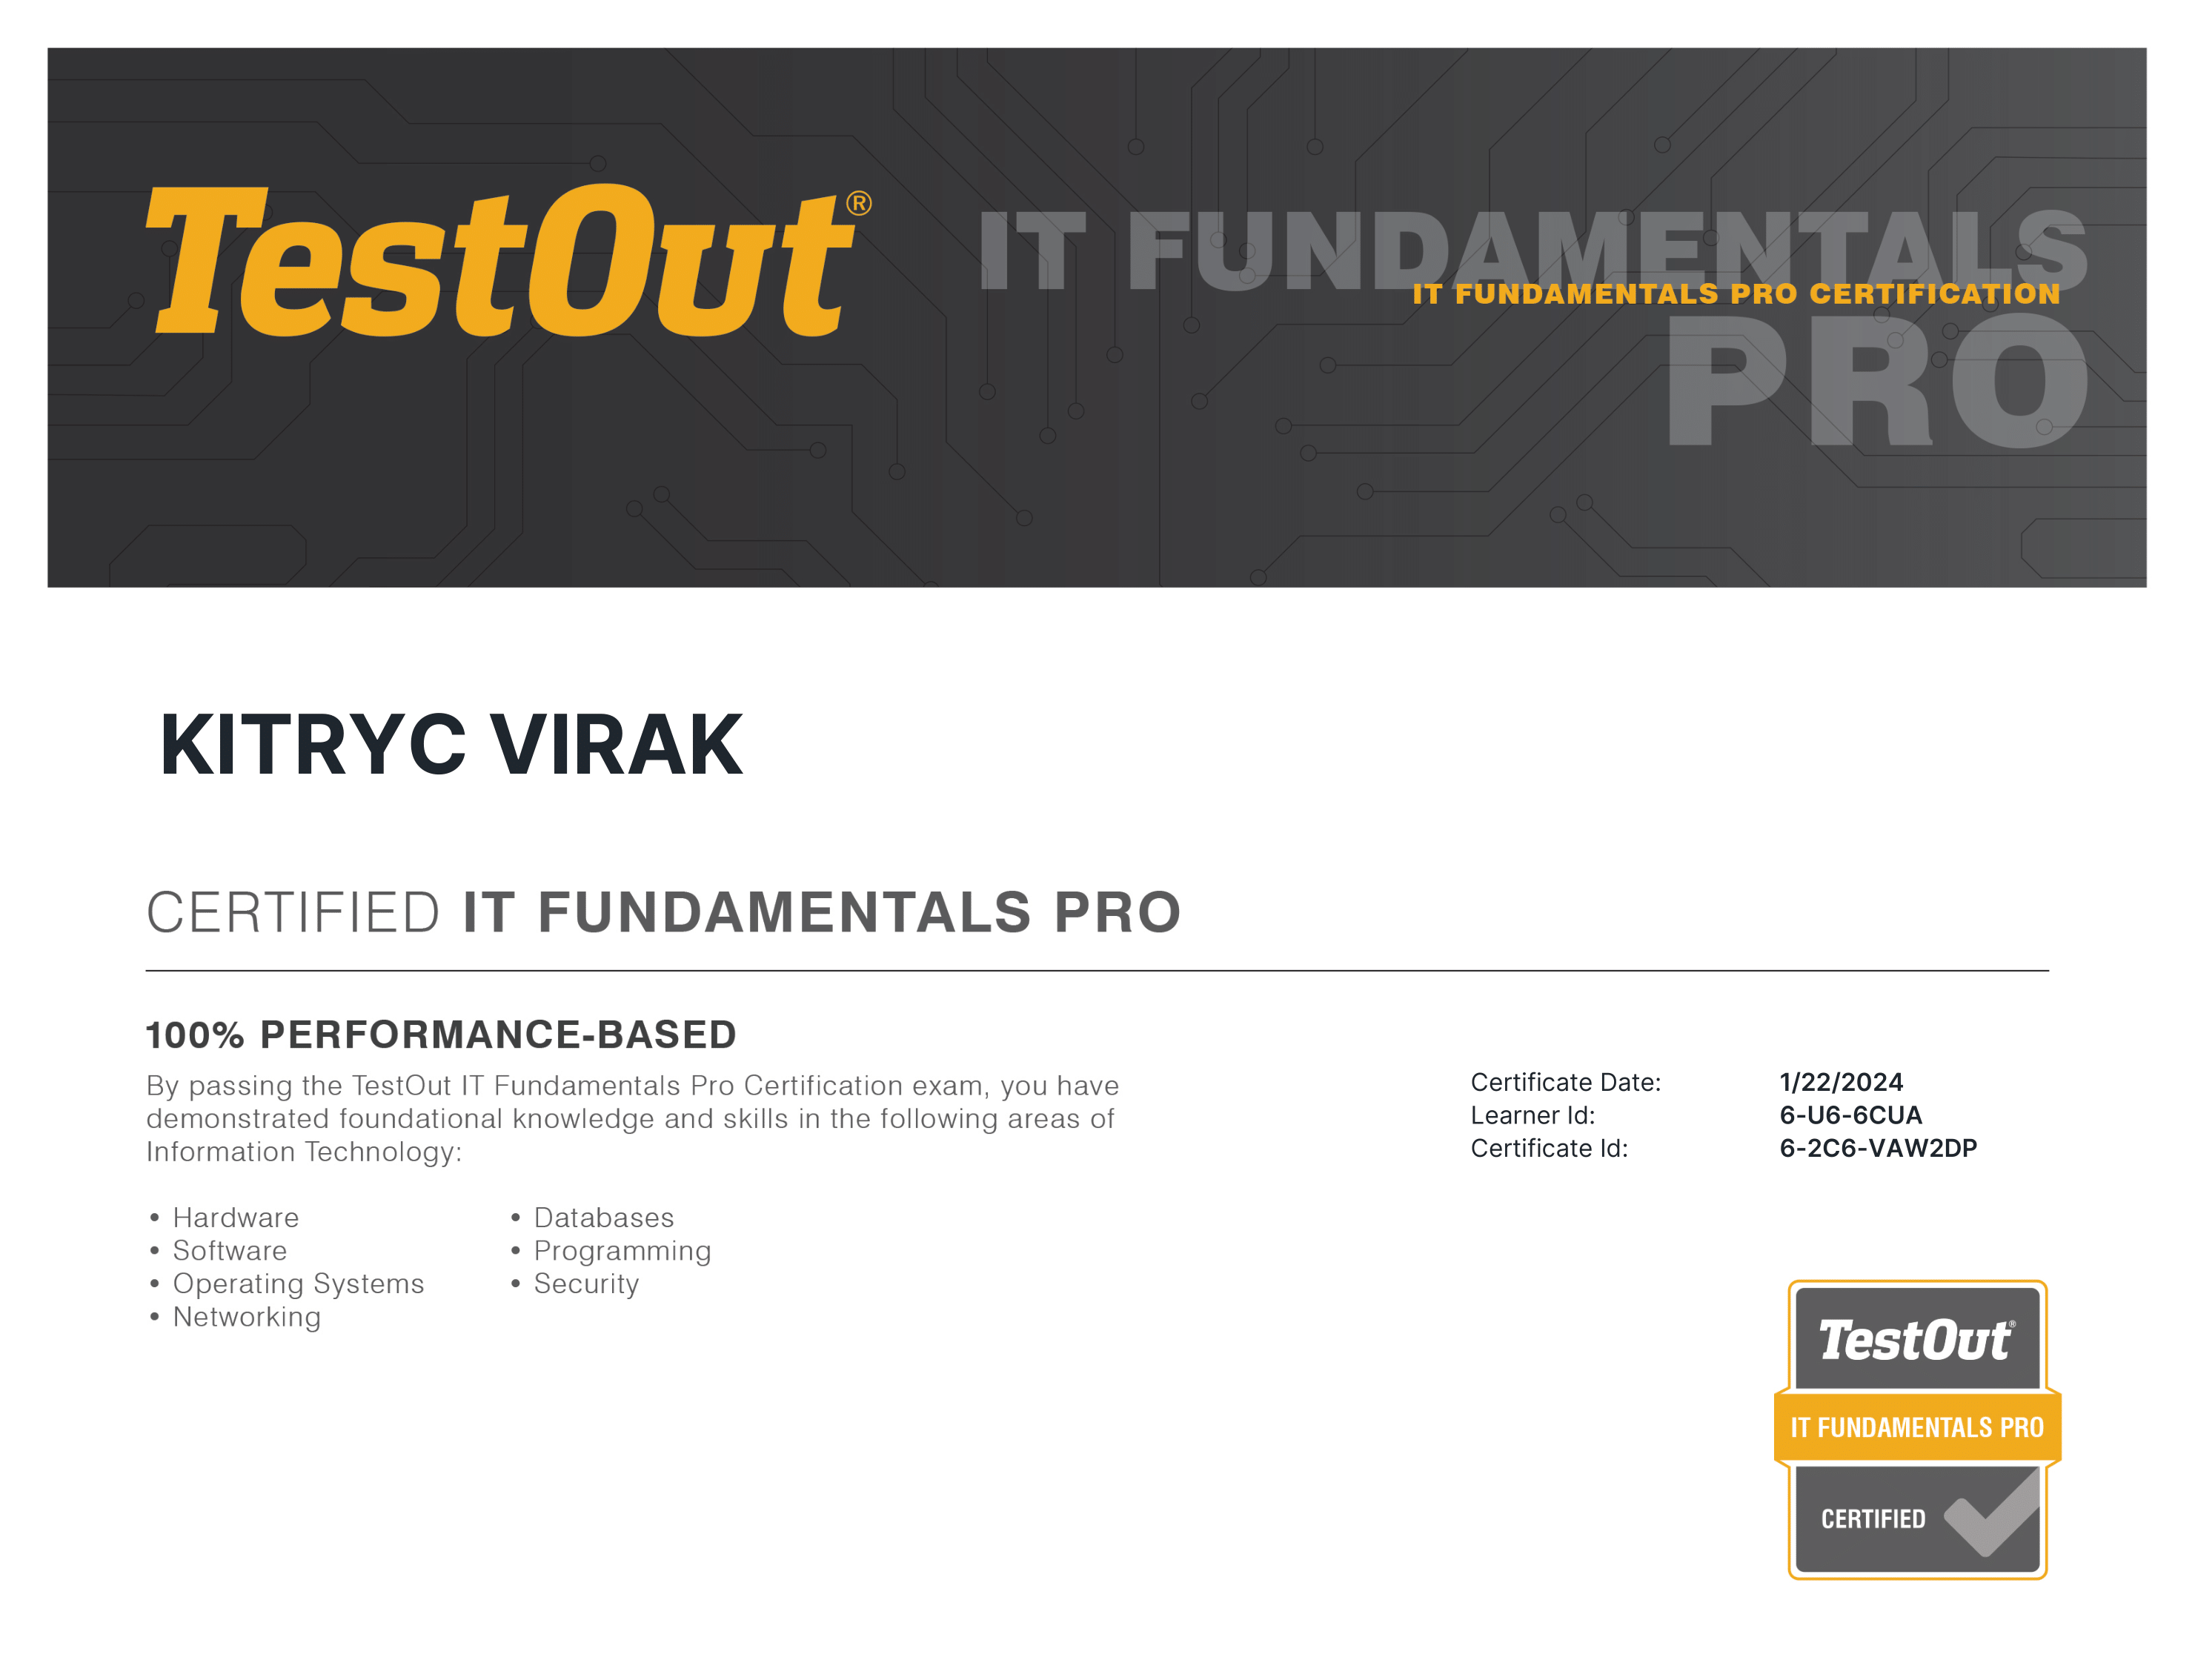 TestOut®
IT FUNDAMENTALS
IT FUNDAMENTALS PRO CERTIFICATION
PRO
KITRYC VIRAK
CERTIFIED IT FUNDAMENTALS PRO
100% PERFORMANCE-BASED
By passing the TestOut IT Fundamentals Pro Certification exam, you have
demonstrated foundational knowledge and skills in the following areas of
Information Technology:
• Hardware
• Software
• Operating Systems
• Networking
• Databases
• Programming
• Security
Certificate Date: 1/22/2024
Learner Id: 6-U6-6CUA
Certificate Id: 6-2C6-VAW2DP
TestOut®
IT FUNDAMENTALS PRO
CERTIFIED